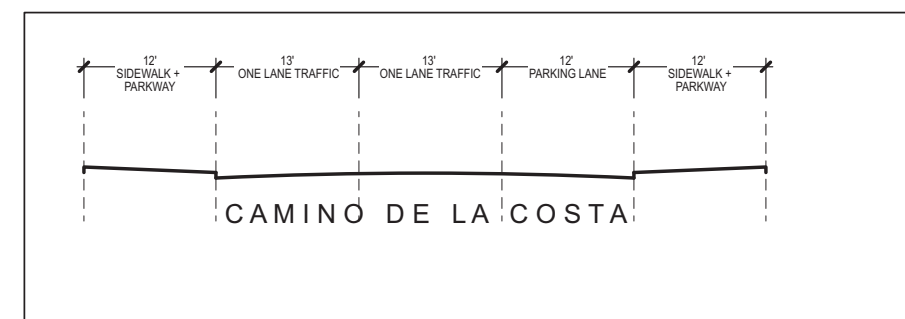 12'
SIDEWALK +
PARKWAY
13'
ONE LANE TRAFFIC
13'
ONE LANE TRAFFIC
12'
PARKING LANE
12'
SIDEWALK +
PARKWAY
CAMINO DE LA COSTA